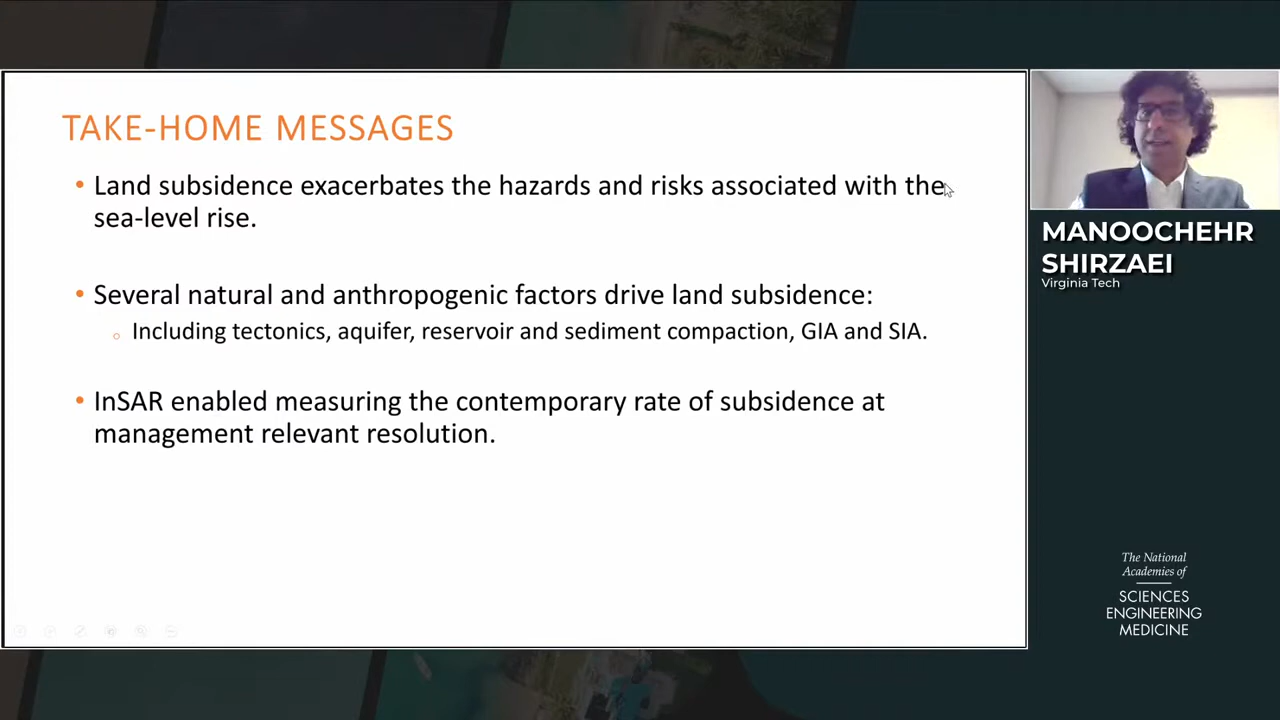 TAKE-HOME MESSAGES
• Land subsidence exacerbates the hazards and risks associated with the
sea-level rise.
• Several natural and anthropogenic factors drive land subsidence:
○ Including tectonics, aquifer, reservoir and sediment compaction, GIA and SIA.
• InSAR enabled measuring the contemporary rate of subsidence at
management relevant resolution.
MANOOCHEHR
SHIRZAEI
Virginia Tech
The National
Academies of
SCIENCES
ENGINEERING
MEDICINE